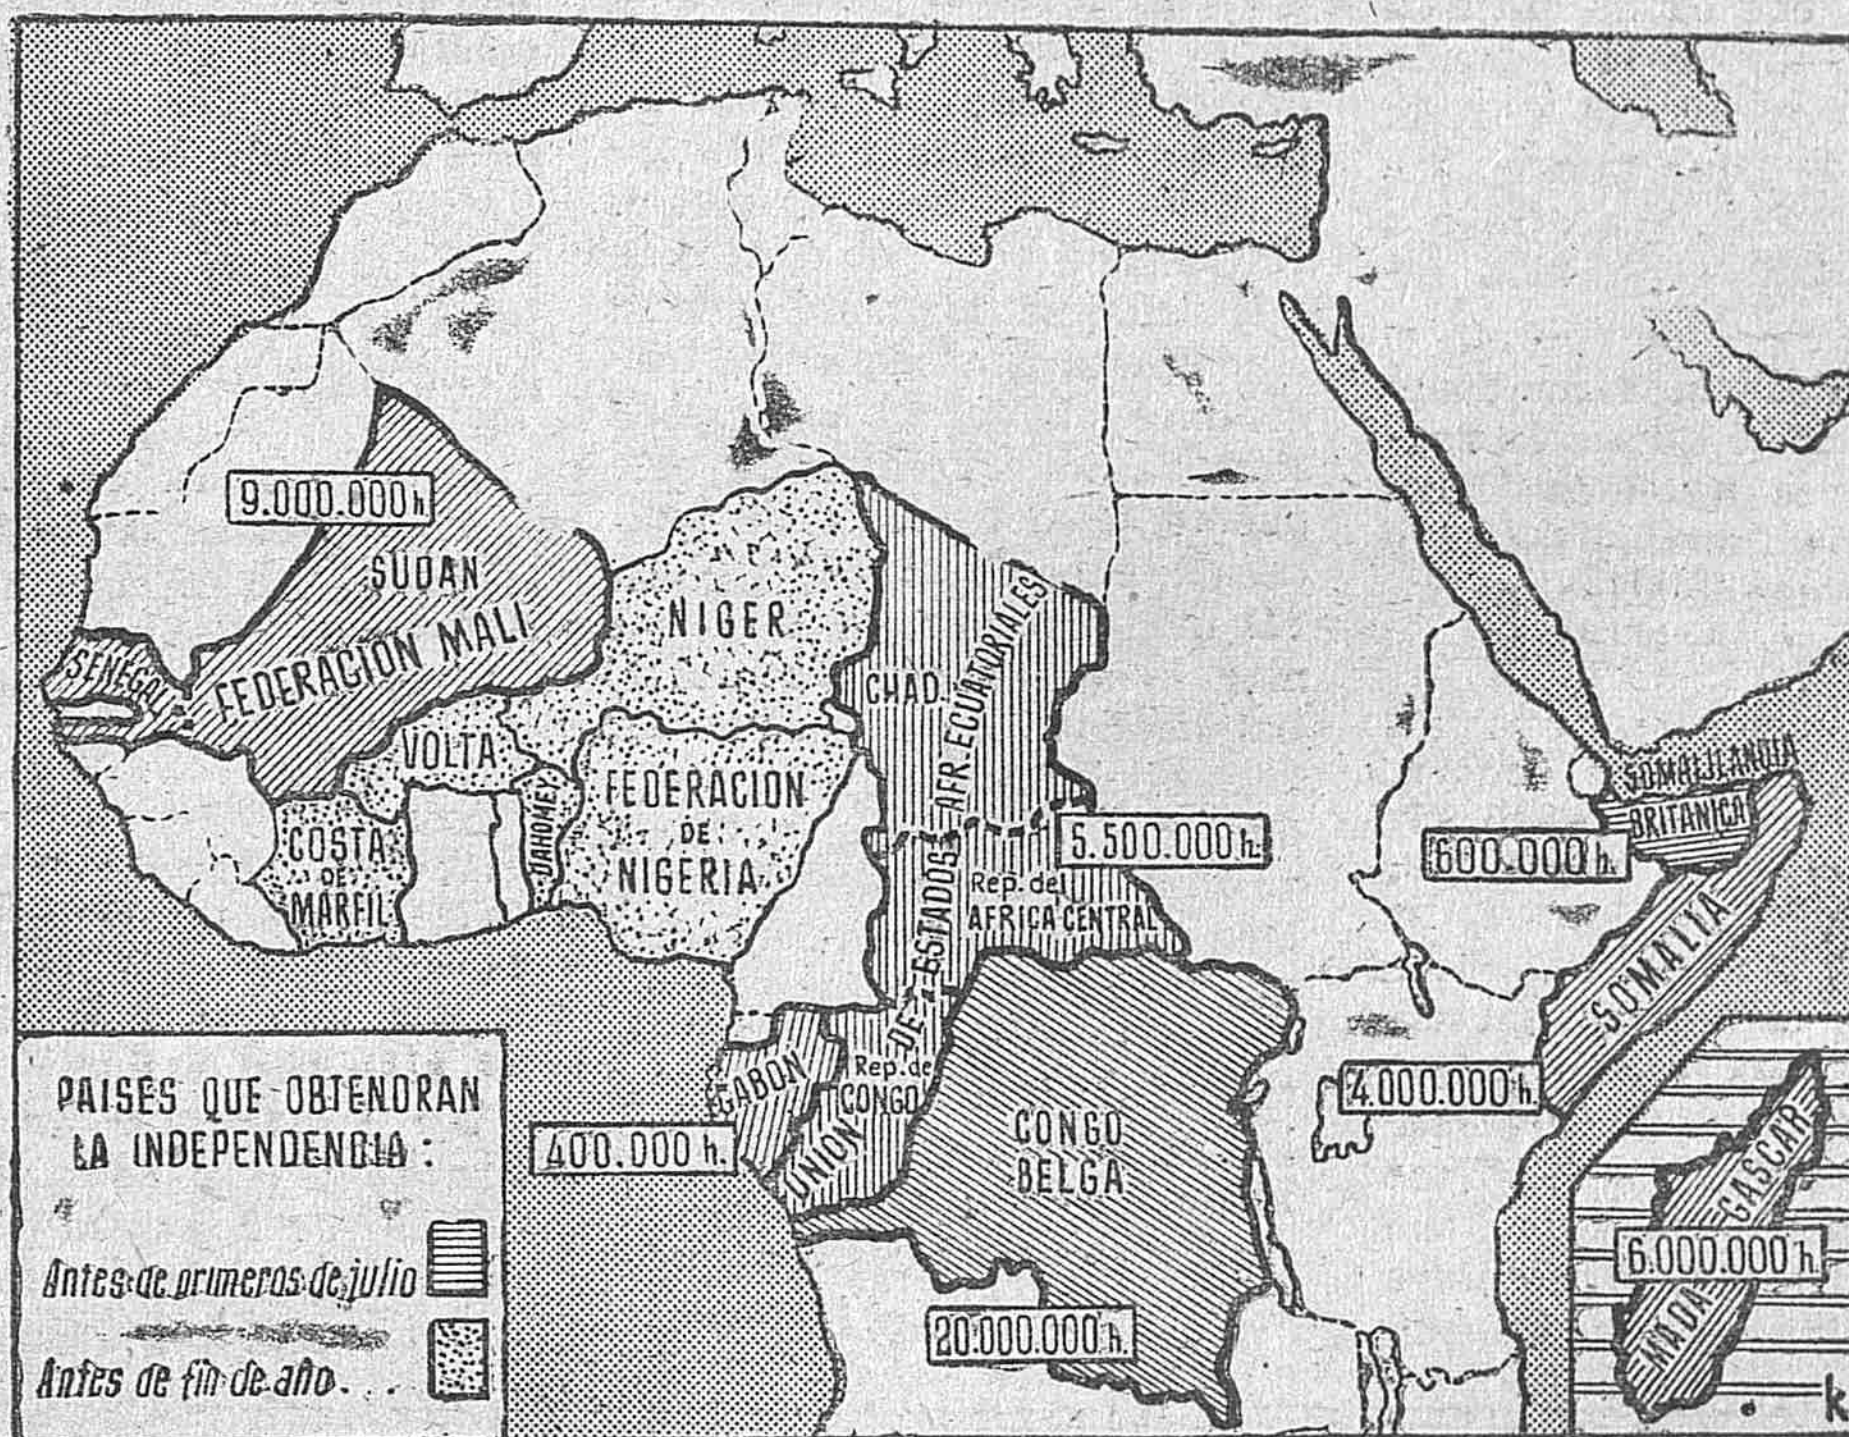 9.000.000 h
SUDAN
FEDERACION MALI
SENEGAL
NIGER
CHAD
UNION DE ESTADOS AFR. ECUATORIALES
VOLTA
DAHOMEY
FEDERACION
DE
NIGERIA
COSTA
DE
MARFIL
5.500.000 h.
Rep. del
AFRICA CENTRAL
SOMALILANDIA
BRITANICA
600.000 h.
SOMALIA
4.000.000 h.
GABON
Rep. de
CONGO
400.000 h.
CONGO
BELGA
20.000.000 h.
MADAGASCAR
6.000.000 h.
k
PAISES QUE OBTENDRAN
LA INDEPENDENCIA:
Antes de primeros de julio
Antes de fin de año...